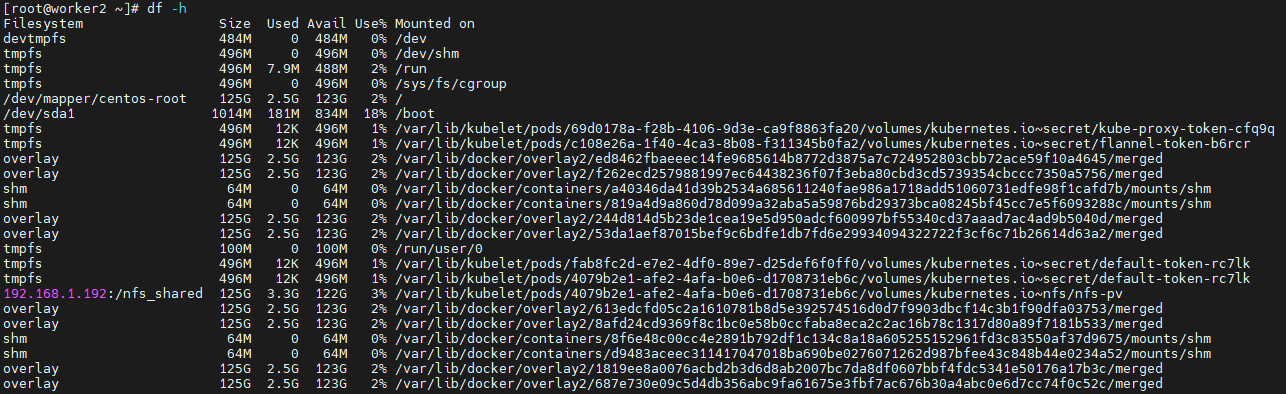 [root@worker2 ~]# df -h
Filesystem Size Used Avail Use% Mounted on
devtmpfs 484M 0 484M 0% /dev
tmpfs 496M 0 496M 0% /dev/shm
tmpfs 496M 7.9M 488M 2% /run
tmpfs 496M 0 496M 0% /sys/fs/cgroup
/dev/mapper/centos-root 125G 2.5G 123G 2% /
/dev/sda1 1014M 181M 834M 18% /boot
tmpfs 496M 12K 496M 1% /var/lib/kubelet/pods/69d0178a-f28b-4106-9d3e-ca9f8863fa20/volumes/kubernetes.io~secret/kube-proxy-token-cfq9q
tmpfs 496M 12K 496M 1% /var/lib/kubelet/pods/c108e26a-1f40-4ca3-8b08-f311345b0fa2/volumes/kubernetes.io~secret/flannel-token-b6rcr
overlay 125G 2.5G 123G 2% /var/lib/docker/overlay2/ed8462fbaeeec14fe9685614b8772d3875a7c724952803cbb72ace59f10a4645/merged
overlay 125G 2.5G 123G 2% /var/lib/docker/overlay2/f262ecd2579881997ec64438236f07f3eba80cbd3cd5739354cbccc7350a5756/merged
shm 64M 0 64M 0% /var/lib/docker/containers/a40346da41d39b2534a685611240fae986a1718add51060731edfe98f1cafd7b/mounts/shm
shm 64M 0 64M 0% /var/lib/docker/containers/819a4d9a860d78d099a32aba5a59876bd29373bca08245bf45cc7e5f6093288c/mounts/shm
overlay 125G 2.5G 123G 2% /var/lib/docker/overlay2/244d814d5b23de1cea19e5d950adcf600997bf55340cd37aaad7ac4ad9b5040d/merged
overlay 125G 2.5G 123G 2% /var/lib/docker/overlay2/53da1aef87015bef9c6bdfe1db7fd6e29934094322722f3cf6c71b26614d63a2/merged
tmpfs 100M 0 100M 0% /run/user/0
tmpfs 496M 12K 496M 1% /var/lib/kubelet/pods/fab8fc2d-e7e2-4df0-89e7-d25def6f0ff0/volumes/kubernetes.io~secret/default-token-rc7lk
tmpfs 496M 12K 496M 1% /var/lib/kubelet/pods/4079b2e1-afe2-4afa-b0e6-d1708731eb6c/volumes/kubernetes.io~secret/default-token-rc7lk
192.168.1.192:/nfs_shared 125G 3.3G 122G 3% /var/lib/kubelet/pods/4079b2e1-afe2-4afa-b0e6-d1708731eb6c/volumes/kubernetes.io~nfs/nfs-pv
overlay 125G 2.5G 123G 2% /var/lib/docker/overlay2/613edcfd05c2a1610781b8d5e392574516d0d7f9903dbcf14c3b1f90dfa03753/merged
overlay 125G 2.5G 123G 2% /var/lib/docker/overlay2/8afd24cd9369f8c1bc0e58b0ccfaba8eca2c2ac16b78c1317d80a89f7181b533/merged
shm 64M 0 64M 0% /var/lib/docker/containers/8f6e48c00cc4e2891b792df1c134c8a18a605255152961fd3c83550af37d9675/mounts/shm
shm 64M 0 64M 0% /var/lib/docker/containers/d9483aceec311417047018ba690be0276071262d987bfee43c848b44e0234a52/mounts/shm
overlay 125G 2.5G 123G 2% /var/lib/docker/overlay2/1819ee8a0076acbd2b3d6d8ab2007bc7da8df0607bbf4fdc5341e50176a17b3c/merged
overlay 125G 2.5G 123G 2% /var/lib/docker/overlay2/687e730e09c5d4db356abc9fa61675e3fbf7ac676b30a4abc0e6d7cc74f0c52c/merged